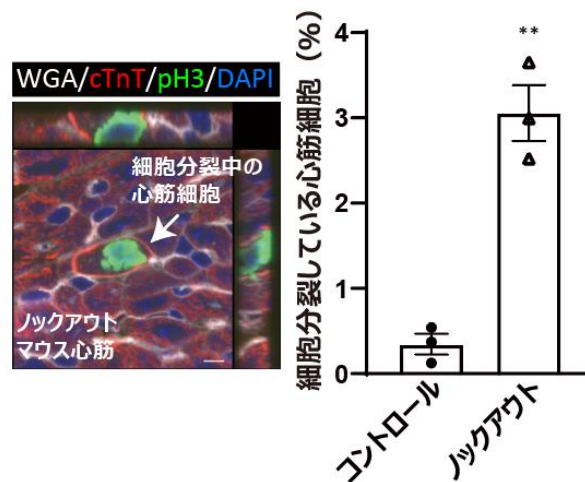 WGA/cTnT/pH3/DAPI
細胞分裂中の
心筋細胞
ノックアウト
マウス心筋
細胞分裂している心筋細胞 (%)
**
4
3
2
1
0
コントロール
ノックアウト